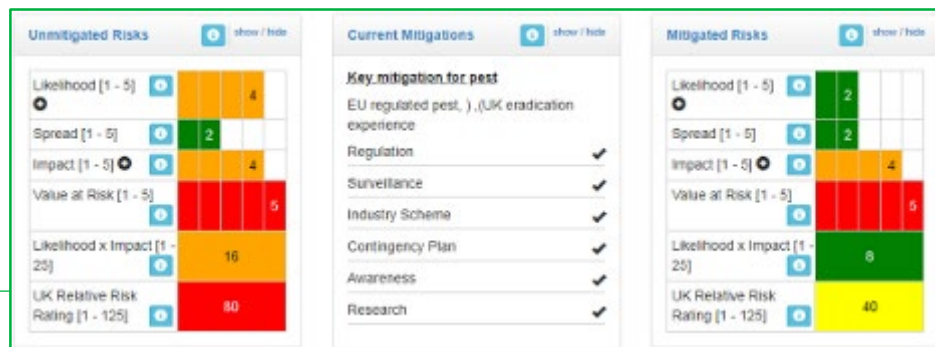 Unmitigated Risks
show / hide
Likelihood [1 - 5]
4
Spread [1 - 5]
2
Impact [1 - 5]
4
Value at Risk [1 - 5]
5
Likelihood x Impact [1 -
25]
16
UK Relative Risk
Rating [1 - 125]
80
Current Mitigations
show / hide
Key mitigation for pest
EU regulated pest, ) ,(UK eradication
experience
Regulation
Surveillance
Industry Scheme
Contingency Plan
Awareness
Research
Mitigated Risks
show / hide
Likelihood [1 - 5]
2
Spread [1 - 5]
2
Impact [1 - 5]
4
Value at Risk [1 - 5]
5
Likelihood x Impact [1 -
25]
8
UK Relative Risk
Rating [1 - 125]
40